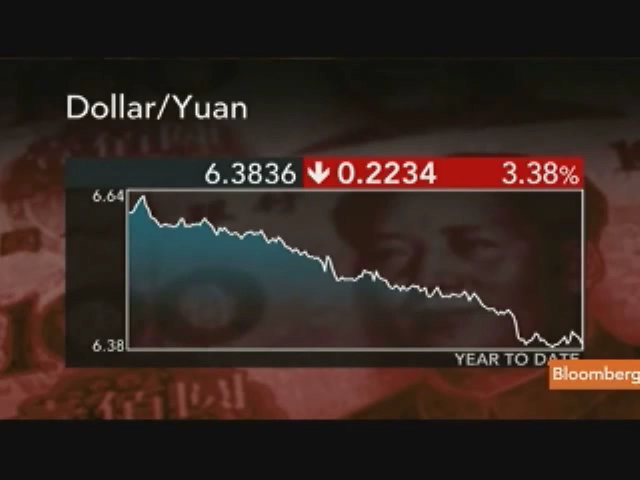 Dollar/Yuan
6.3836 ↓ 0.2234 3.38%
6.64
6.38
YEAR TO DATE
Bloomberg